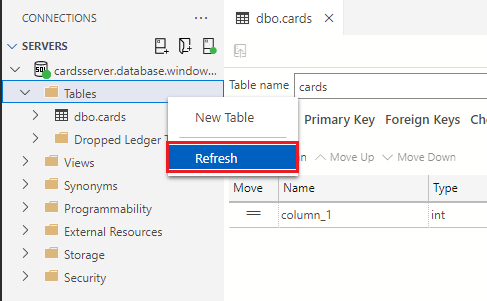 CONNECTIONS
dbo.cards
SERVERS
cardsserver.database.window...
Table name
cards
Tables
dbo.cards
New Table
Primary Key Foreign Keys
Dropped Ledger
Refresh
Move Up Move Down
Views
Move Name Type
Synonyms
column_1 int
Programmability
External Resources
Storage
Security